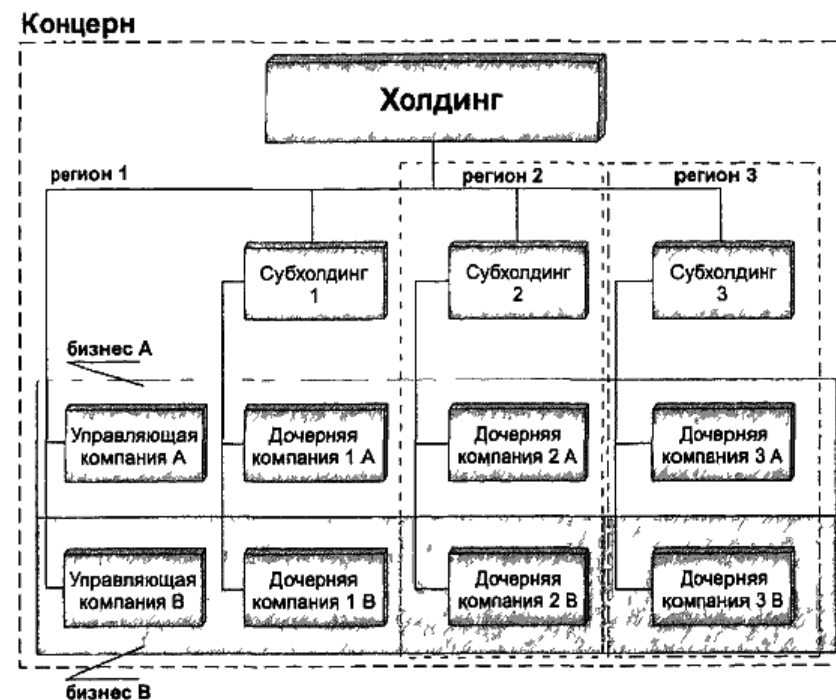 Концерн
Холдинг
регион 1
регион 2
регион 3
Субхолдинг
1
Субхолдинг
2
Субхолдинг
3
бизнес А
Управляющая
компания А
Дочерняя
компания 1 А
Дочерняя
компания 2 А
Дочерняя
компания 3 А
Управляющая
компания В
Дочерняя
компания 1 В
Дочерняя
компания 2 В
Дочерняя
компания 3 В
бизнес В